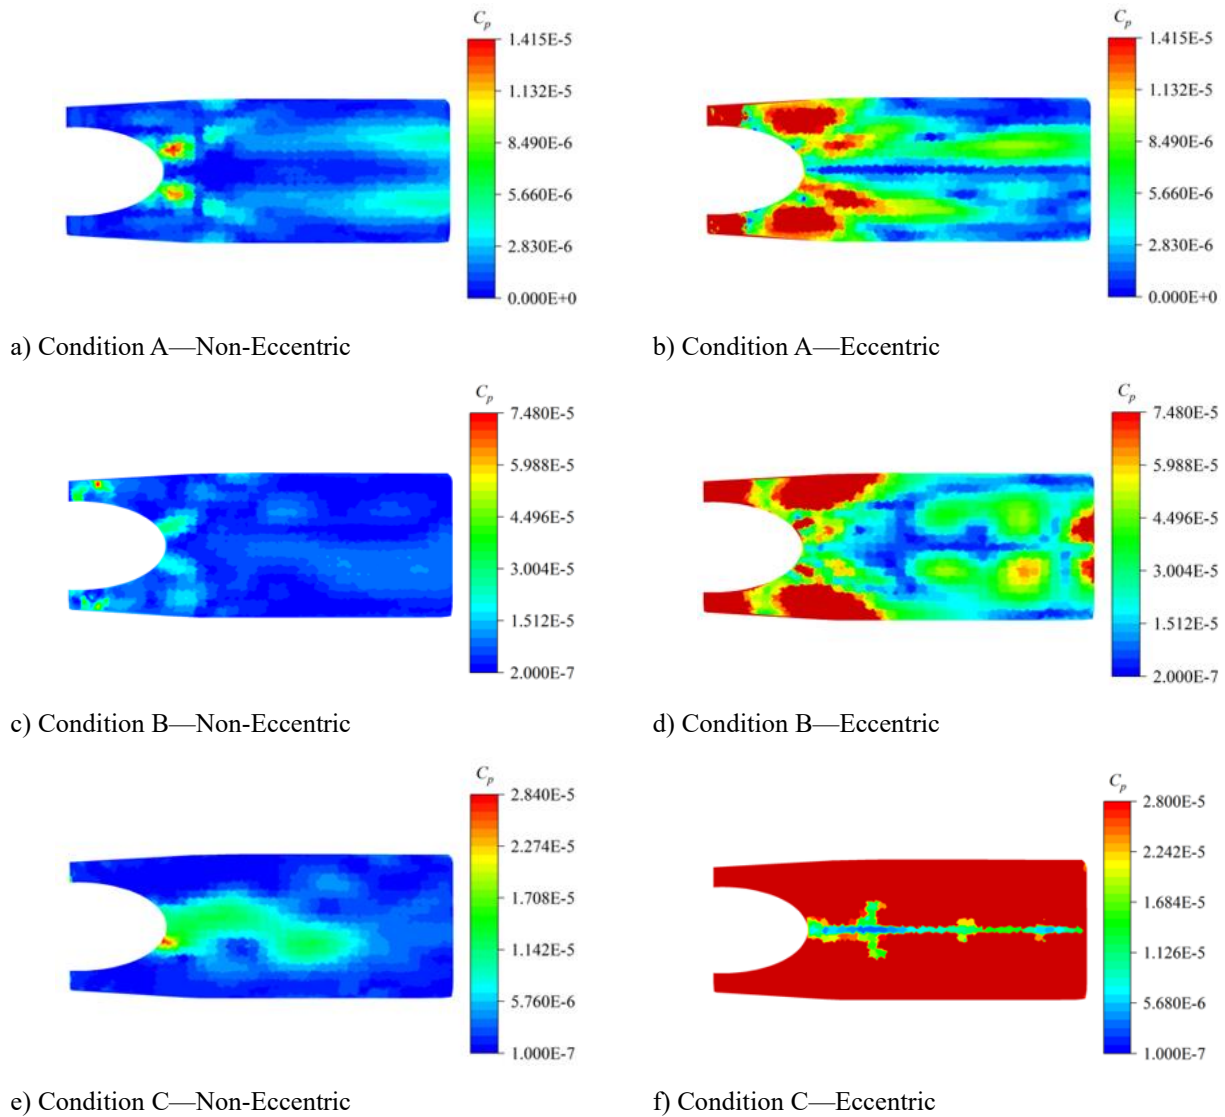 C_p
1.415E-5
1.132E-5
8.490E-6
5.660E-6
2.830E-6
0.000E+0
a) Condition A—Non-Eccentric
C_p
1.415E-5
1.132E-5
8.490E-6
5.660E-6
2.830E-6
0.000E+0
b) Condition A—Eccentric
C_p
7.480E-5
5.988E-5
4.496E-5
3.004E-5
1.512E-5
2.000E-7
c) Condition B—Non-Eccentric
C_p
7.480E-5
5.988E-5
4.496E-5
3.004E-5
1.512E-5
2.000E-7
d) Condition B—Eccentric
C_p
2.840E-5
2.274E-5
1.708E-5
1.142E-5
5.760E-6
1.000E-7
e) Condition C—Non-Eccentric
C_p
2.800E-5
2.242E-5
1.684E-5
1.126E-5
5.680E-6
1.000E-7
f) Condition C—Eccentric